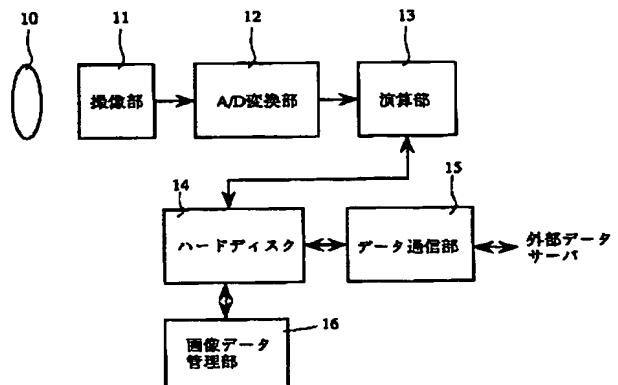 10
11
12
13
撮像部
A/D変換部
演算部
14
15
ハードディスク
データ通信部
外部データ
サーバ
16
画像データ
管理部